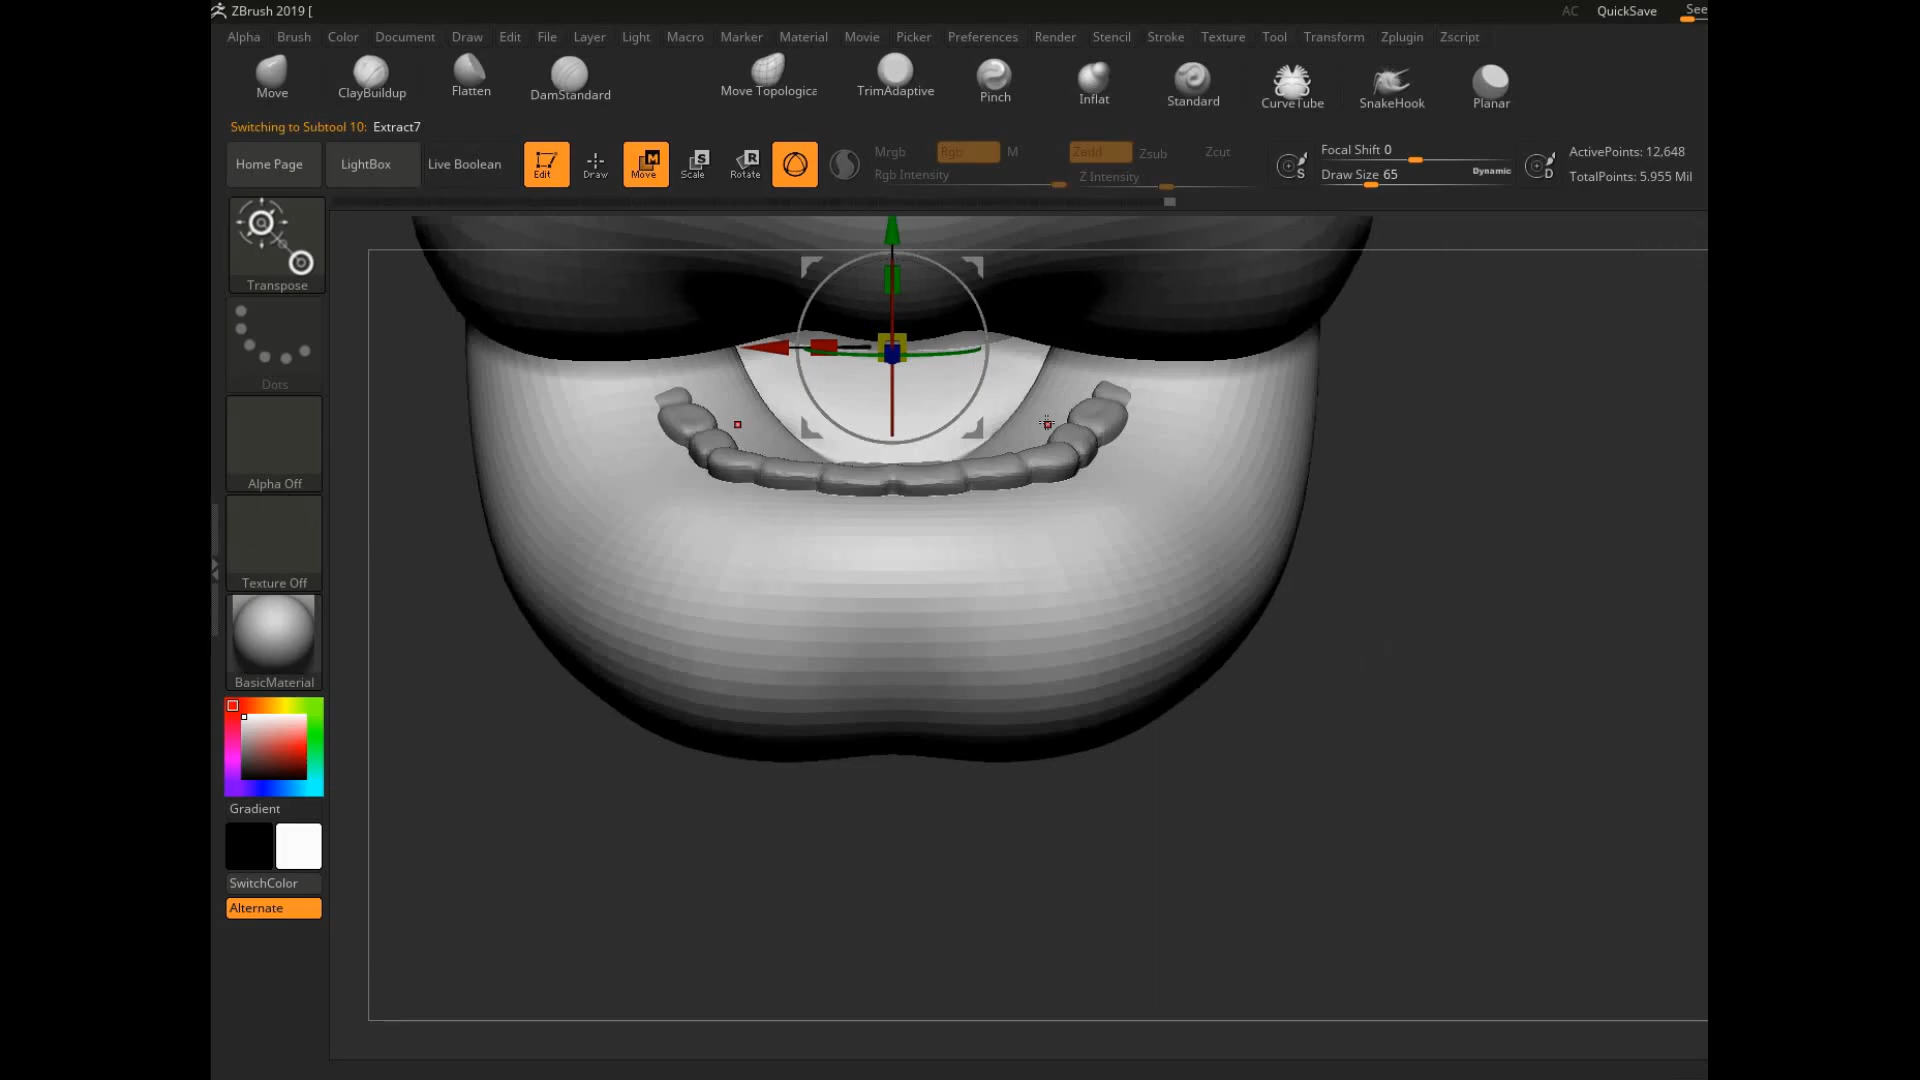 ZBrush 2019 [
AC QuickSave See
Alpha Brush Color Document Draw Edit File Layer Light Macro Marker Material Movie Picker Preferences Render Stencil Stroke Texture Tool Transform Zplugin Zscript
Move ClayBuildup Flatten DamStandard Move Topologica TrimAdaptive Pinch Inflat Standard CurveTube SnakeHook Planar
Switching to Subtool 10: Extract7
Home Page LightBox Live Boolean Edit Draw Move Scale Rotate
M S R
Mrgb Rgb M Zadd Zsub Zcut
Rgb Intensity Z Intensity
S Focal Shift 0 D ActivePoints: 12,648
Draw Size 65 Dynamic TotalPoints: 5.955 Mil
Transpose
Dots
Alpha Off
Texture Off
BasicMaterial
Gradient
SwitchColor
Alternate